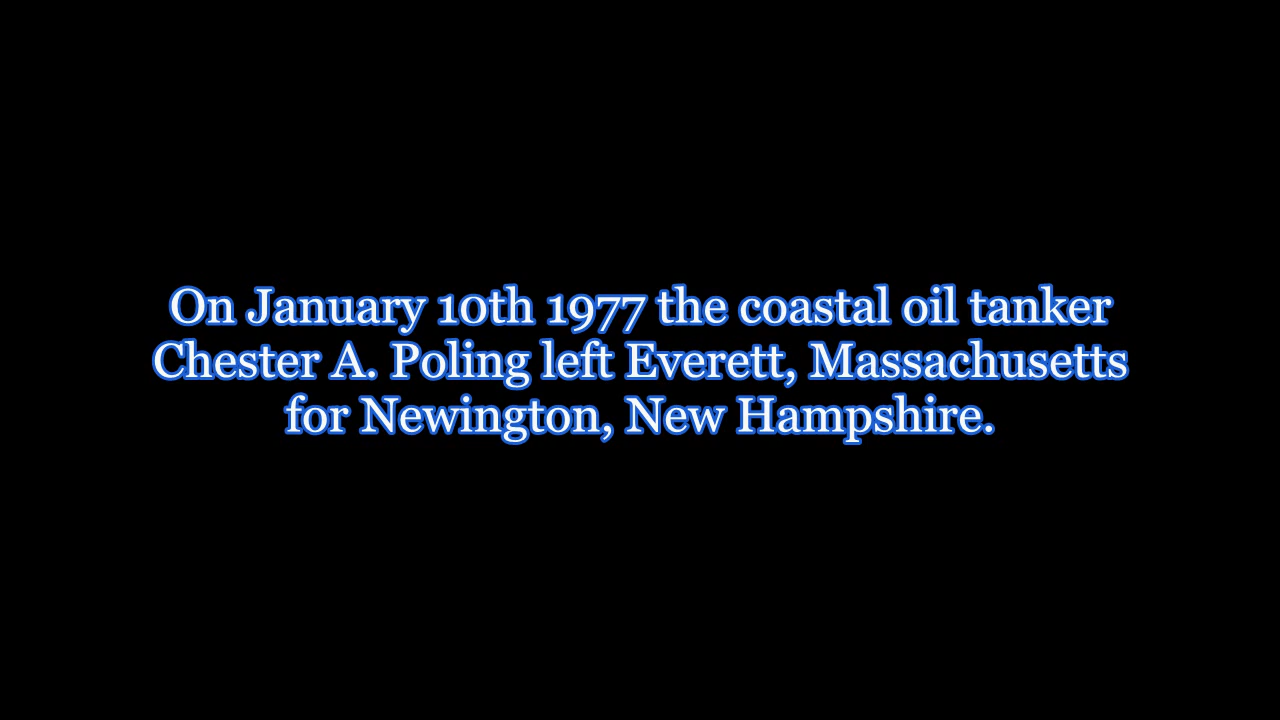 On January 10th 1977 the coastal oil tanker
Chester A. Poling left Everett, Massachusetts
for Newington, New Hampshire.